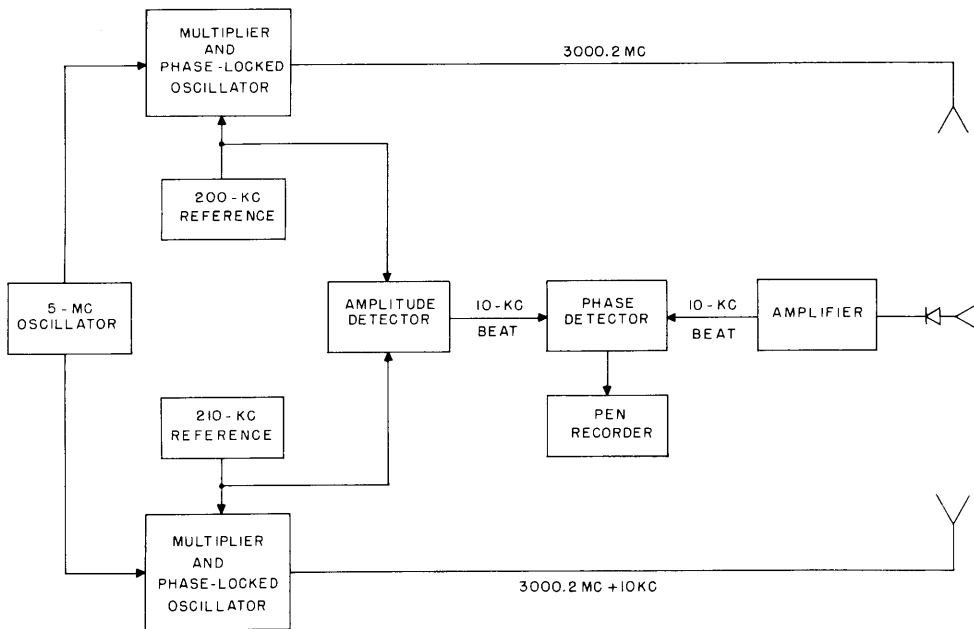 MULTIPLIER
AND
PHASE-LOCKED
OSCILLATOR
3000.2 MC
200-KC
REFERENCE
5-MC
OSCILLATOR
AMPLITUDE
DETECTOR
10-KC
BEAT
PHASE
DETECTOR
10-KC
BEAT
AMPLIFIER
210-KC
REFERENCE
PEN
RECORDER
MULTIPLIER
AND
PHASE-LOCKED
OSCILLATOR
3000.2 MC + 10KC